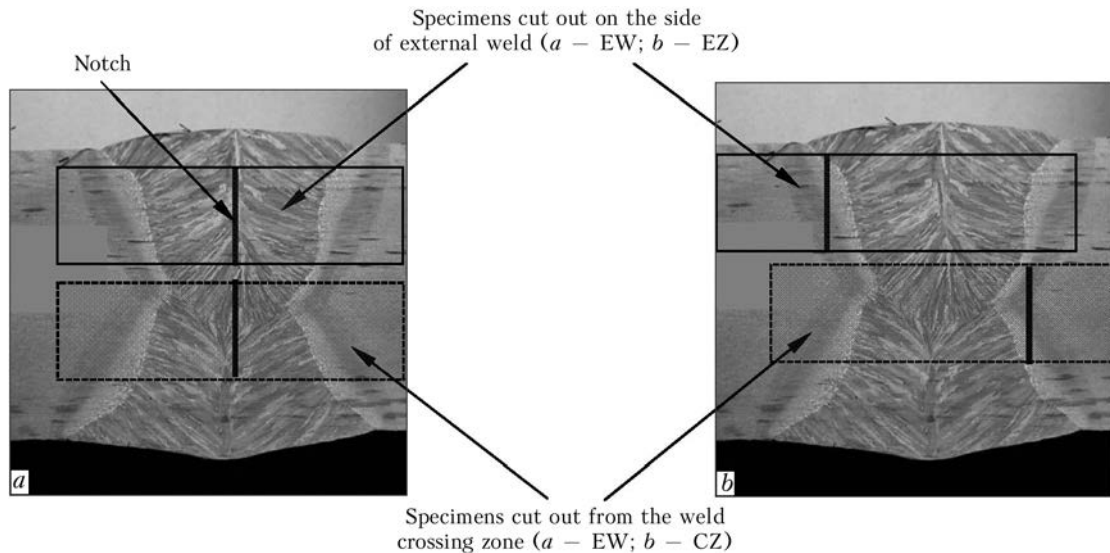 Specimens cut out on the side
of external weld (a – EW; b – EZ)
Notch
a
b
Specimens cut out from the weld
crossing zone (a – EW; b – CZ)